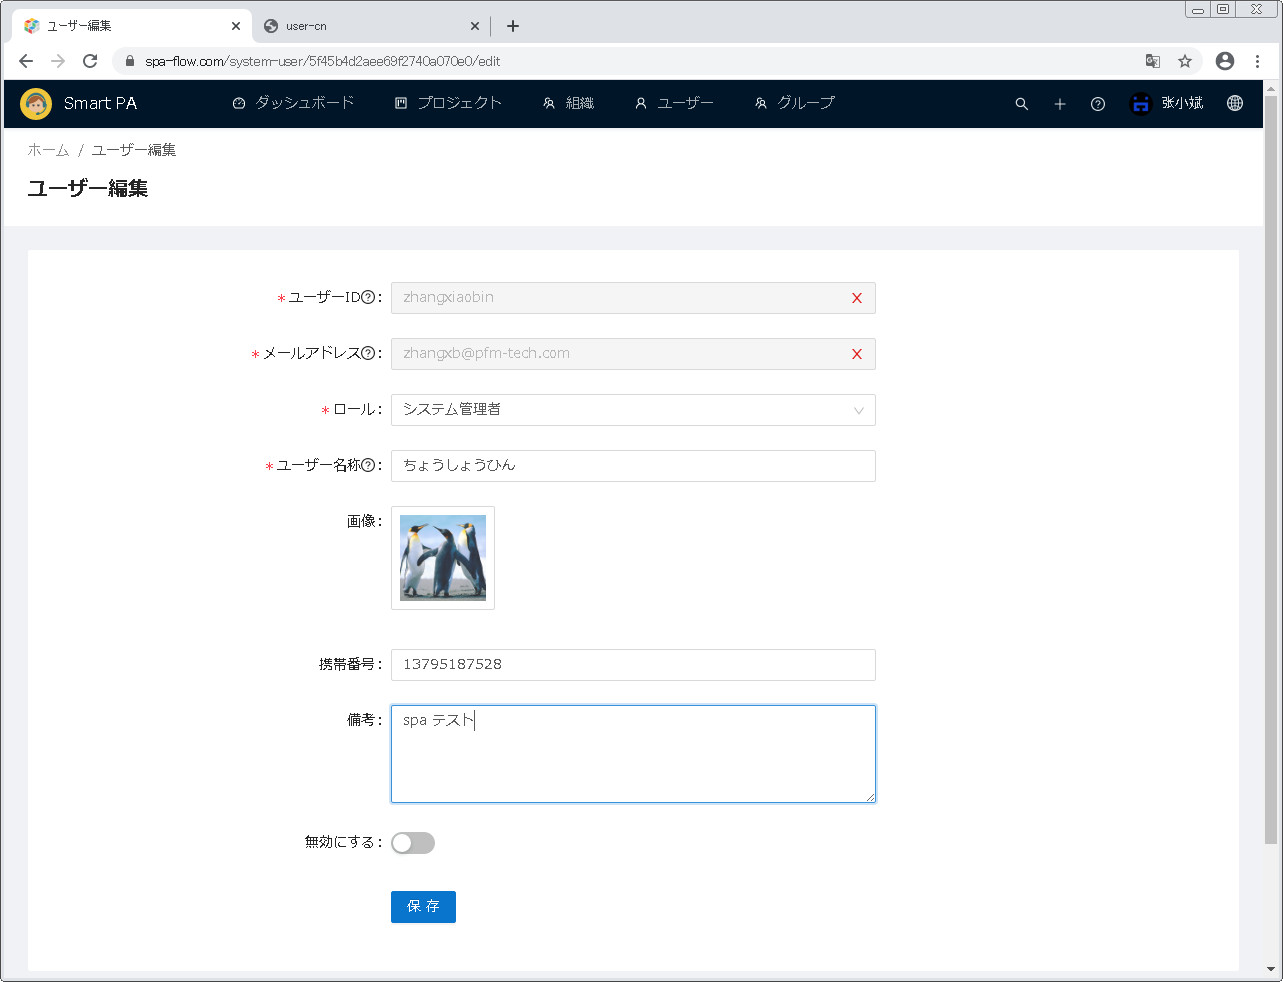 ユーザー編集
user-cn
spa-flow.com/system-user/5f45b4d2aee69f2740a070e0/edit
Smart PA
ダッシュボード
プロジェクト
組織
ユーザー
グループ
张小斌
ホーム / ユーザー編集
ユーザー編集
* ユーザーID? : zhangxiaobin
* メールアドレス? : zhangxb@pfm-tech.com
* ロール : システム管理者
* ユーザー名称? : ちょうしょうひん
画像 :
携帯番号 : 13795187528
備考 : spa テスト
無効にする :
保存